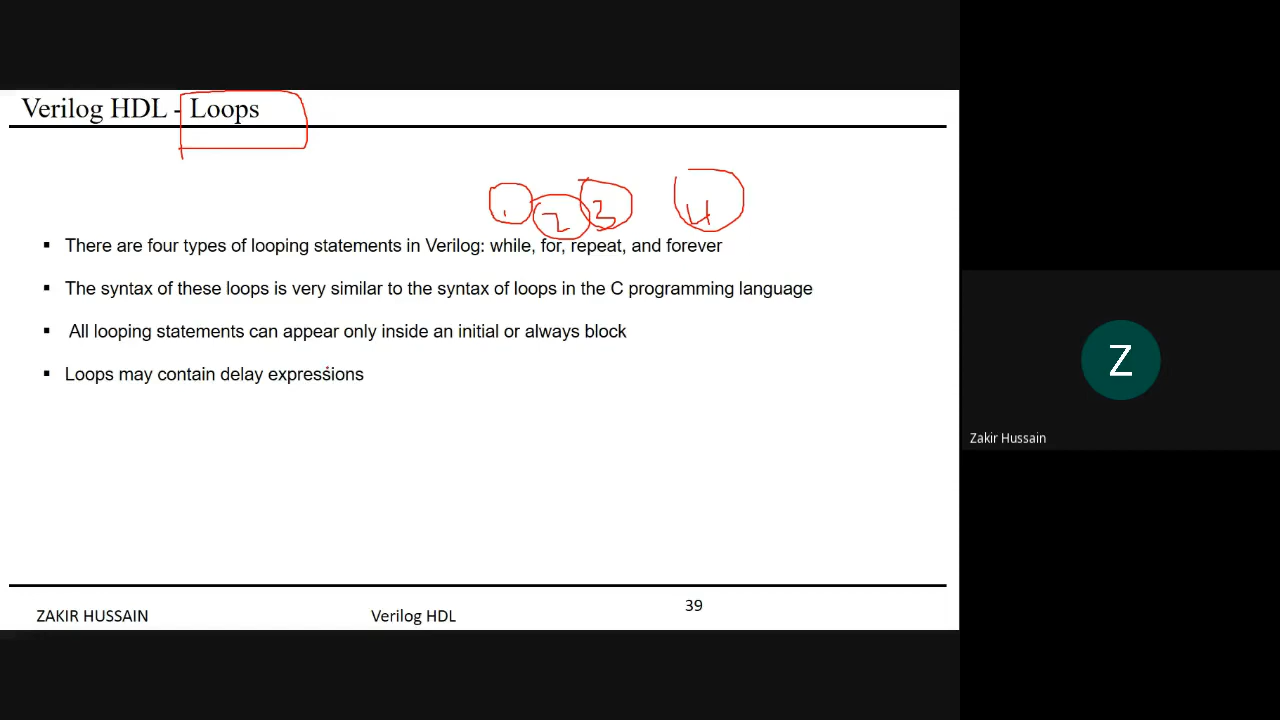 Verilog HDL - Loops
1 2 3 4
▪ There are four types of looping statements in Verilog: while, for, repeat, and forever
▪ The syntax of these loops is very similar to the syntax of loops in the C programming language
▪ All looping statements can appear only inside an initial or always block
▪ Loops may contain delay expressions
39
ZAKIR HUSSAIN Verilog HDL
Z
Zakir Hussain